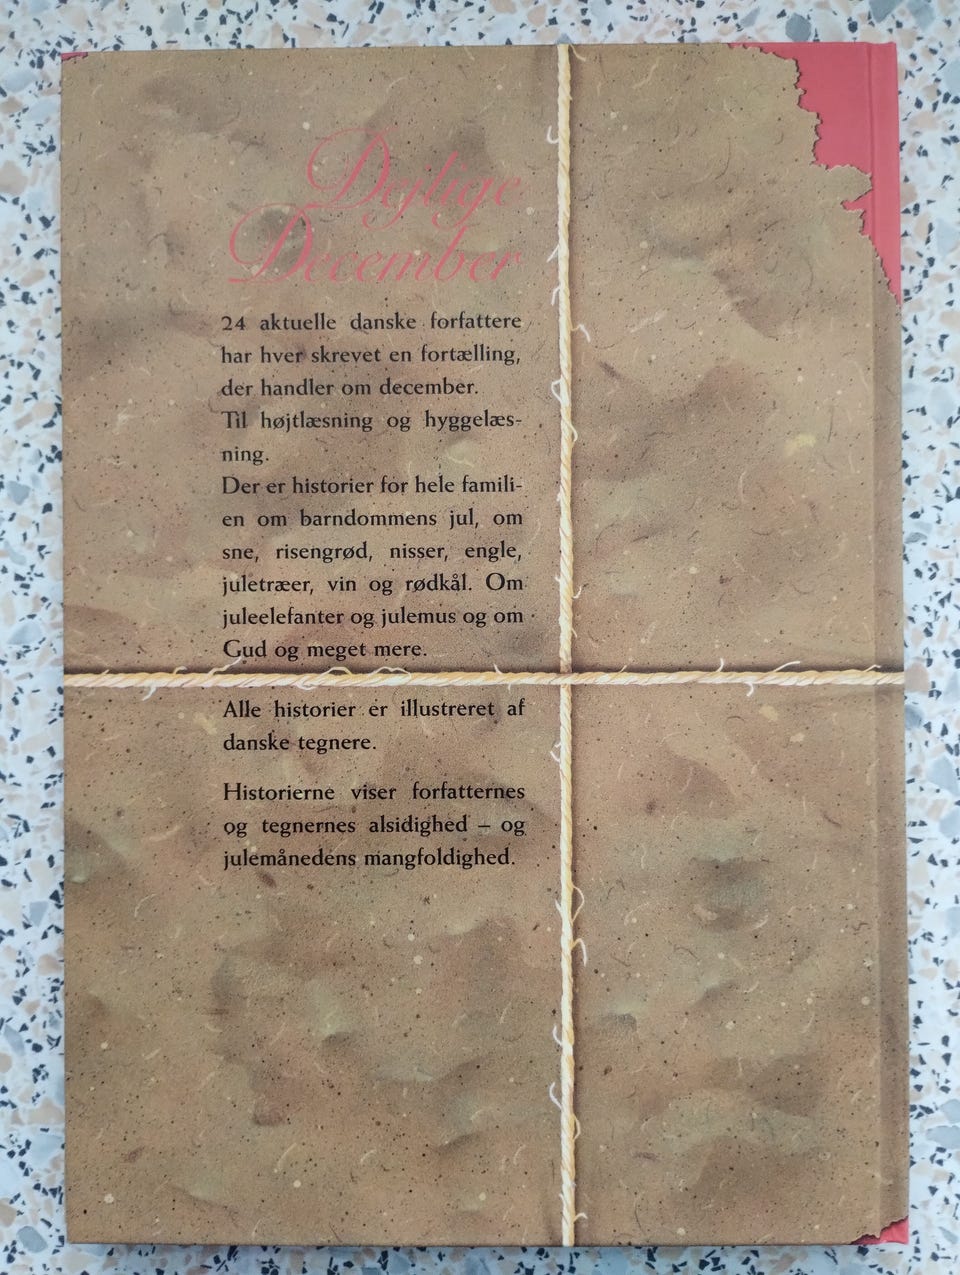 Dejlige
December
24 aktuelle danske forfattere
har hver skrevet en fortælling,
der handler om december.
Til højtlæsning og hyggelæs-
ning.
Der er historier for hele famili-
en om barndommens jul, om
sne, risengrød, nisser, engle,
juletræer, vin og rødkål. Om
juleelefanter og julemus og om
Gud og meget mere.
Alle historier er illustreret af
danske tegnere.
Historierne viser forfatternes
og tegnernes alsidighed – og
julemånedens mangfoldighed.